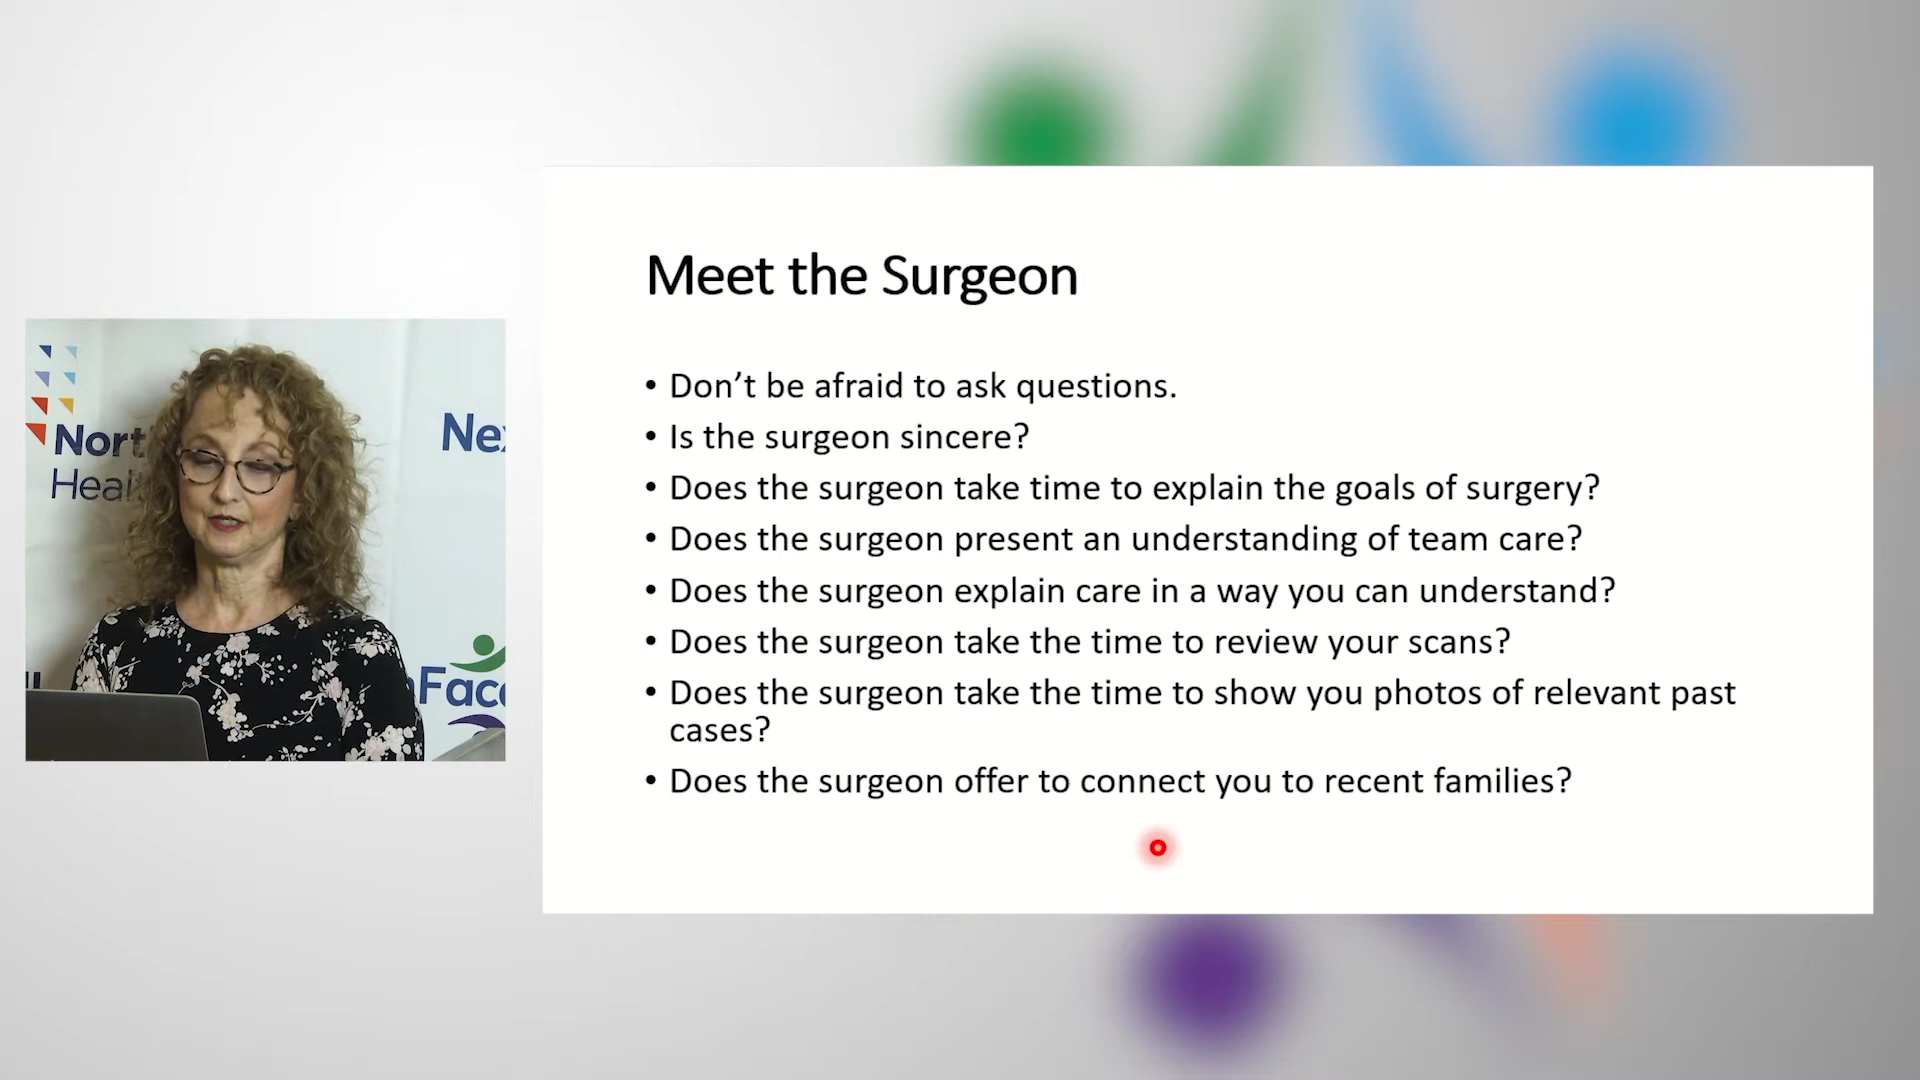 Meet the Surgeon
• Don’t be afraid to ask questions.
• Is the surgeon sincere?
• Does the surgeon take time to explain the goals of surgery?
• Does the surgeon present an understanding of team care?
• Does the surgeon explain care in a way you can understand?
• Does the surgeon take the time to review your scans?
• Does the surgeon take the time to show you photos of relevant past
cases?
• Does the surgeon offer to connect you to recent families?
Nort
Heal
Nex
Face